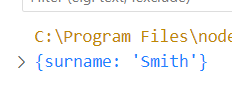 C:\Program Files\node
> {surname: 'Smith'}